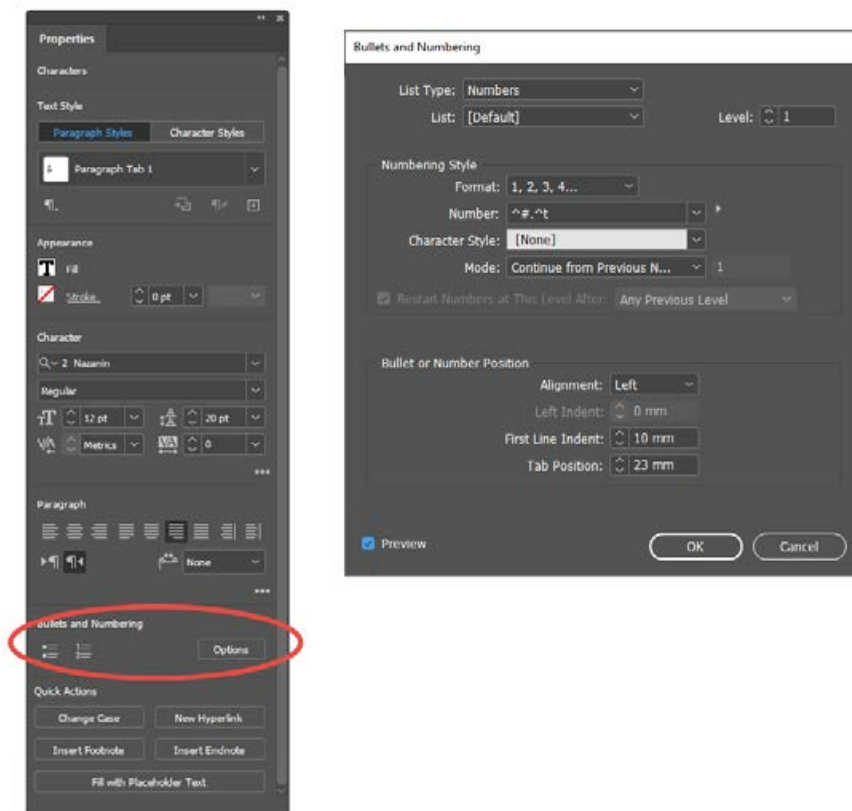 Properties
Characters
Text Style
Paragraph Styles Character Styles
Paragraph Tab 1
Appearance
Fill
Stroke 0 pt
Character
2 Nazanin
Regular
12 pt 20 pt
Metrics 0
Paragraph
None
Bullets and Numbering
Options
Quick Actions
Change Case New Hyperlink
Insert Footnote Insert Endnote
Fill with Placeholder Text
Bullets and Numbering
List Type: Numbers
List: [Default] Level: 1
Numbering Style
Format: 1, 2, 3, 4...
Number: ^#.^t
Character Style: [None]
Mode: Continue from Previous N... 1
Restart Numbers at This Level After: Any Previous Level
Bullet or Number Position
Alignment: Left
Left Indent: 0 mm
First Line Indent: 10 mm
Tab Position: 23 mm
Preview OK Cancel